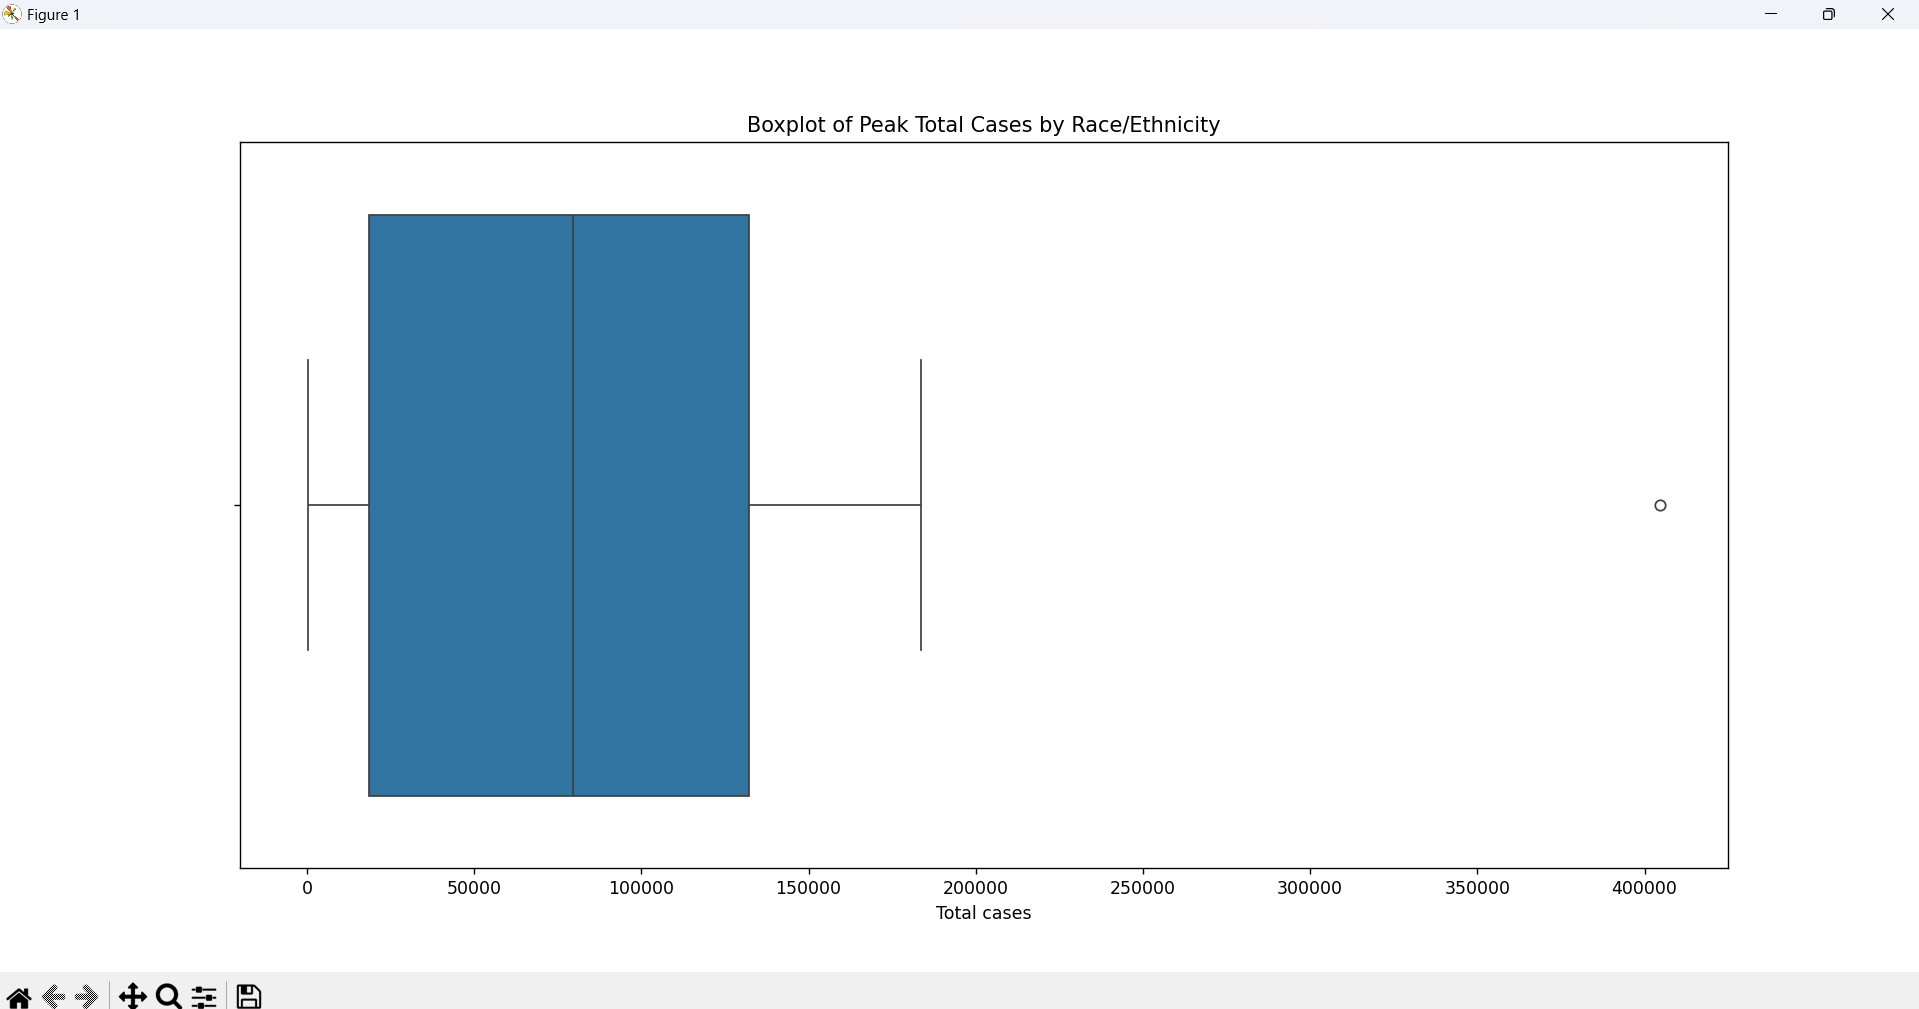 Figure 1
Boxplot of Peak Total Cases by Race/Ethnicity
0 50000 100000 150000 200000 250000 300000 350000 400000
Total cases